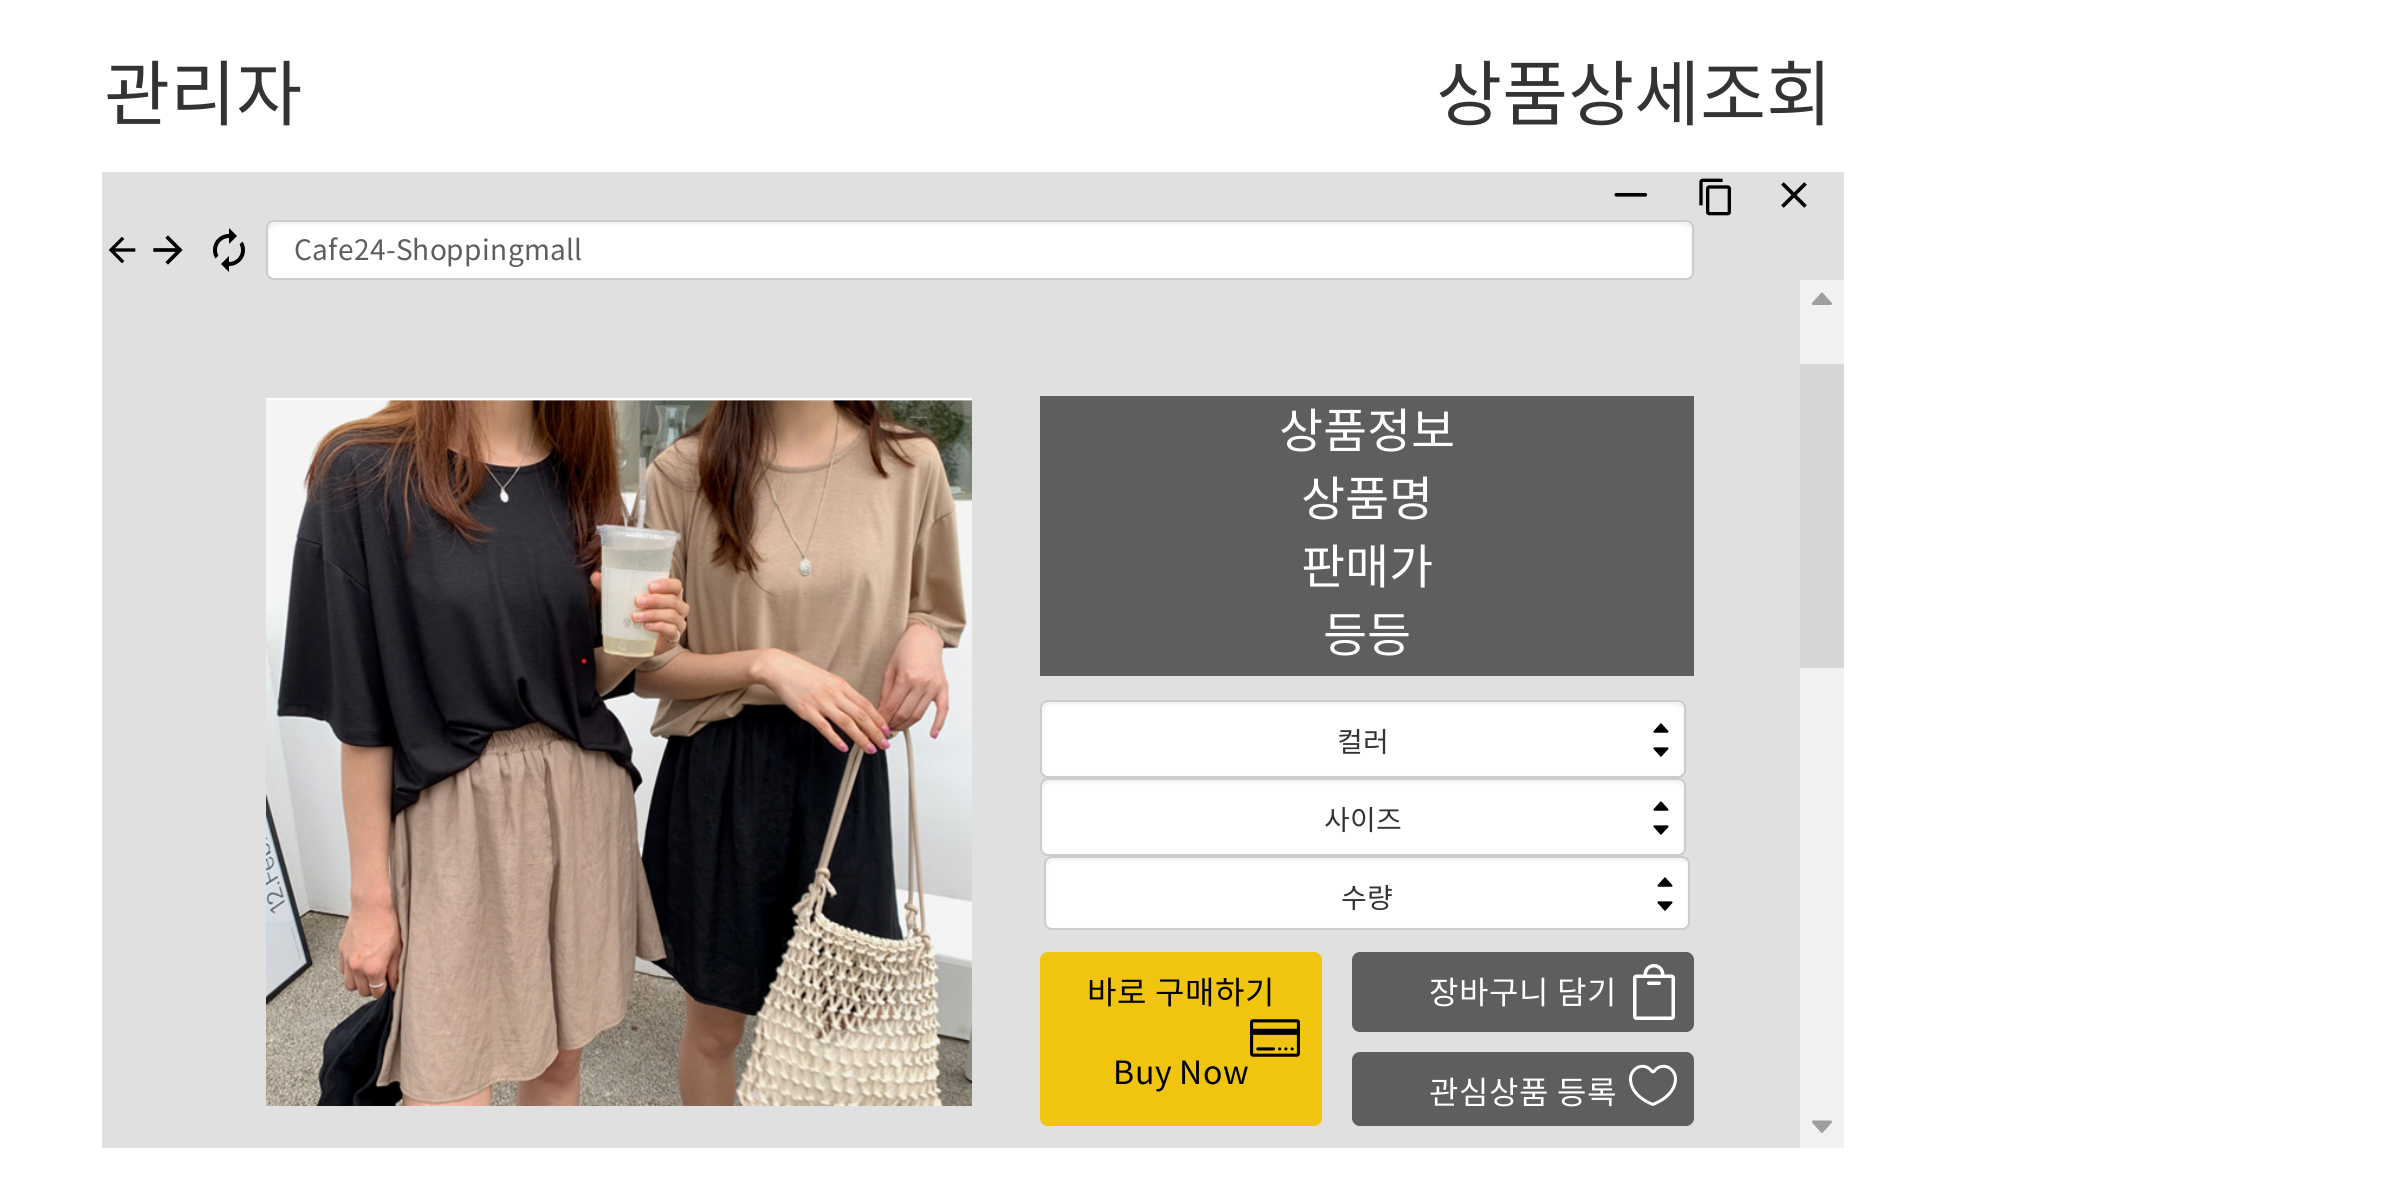 관리자
상품상세조회
Cafe24-Shoppingmall
상품정보
상품명
판매가
등등
컬러
사이즈
수량
바로 구매하기
Buy Now
장바구니 담기
관심상품 등록